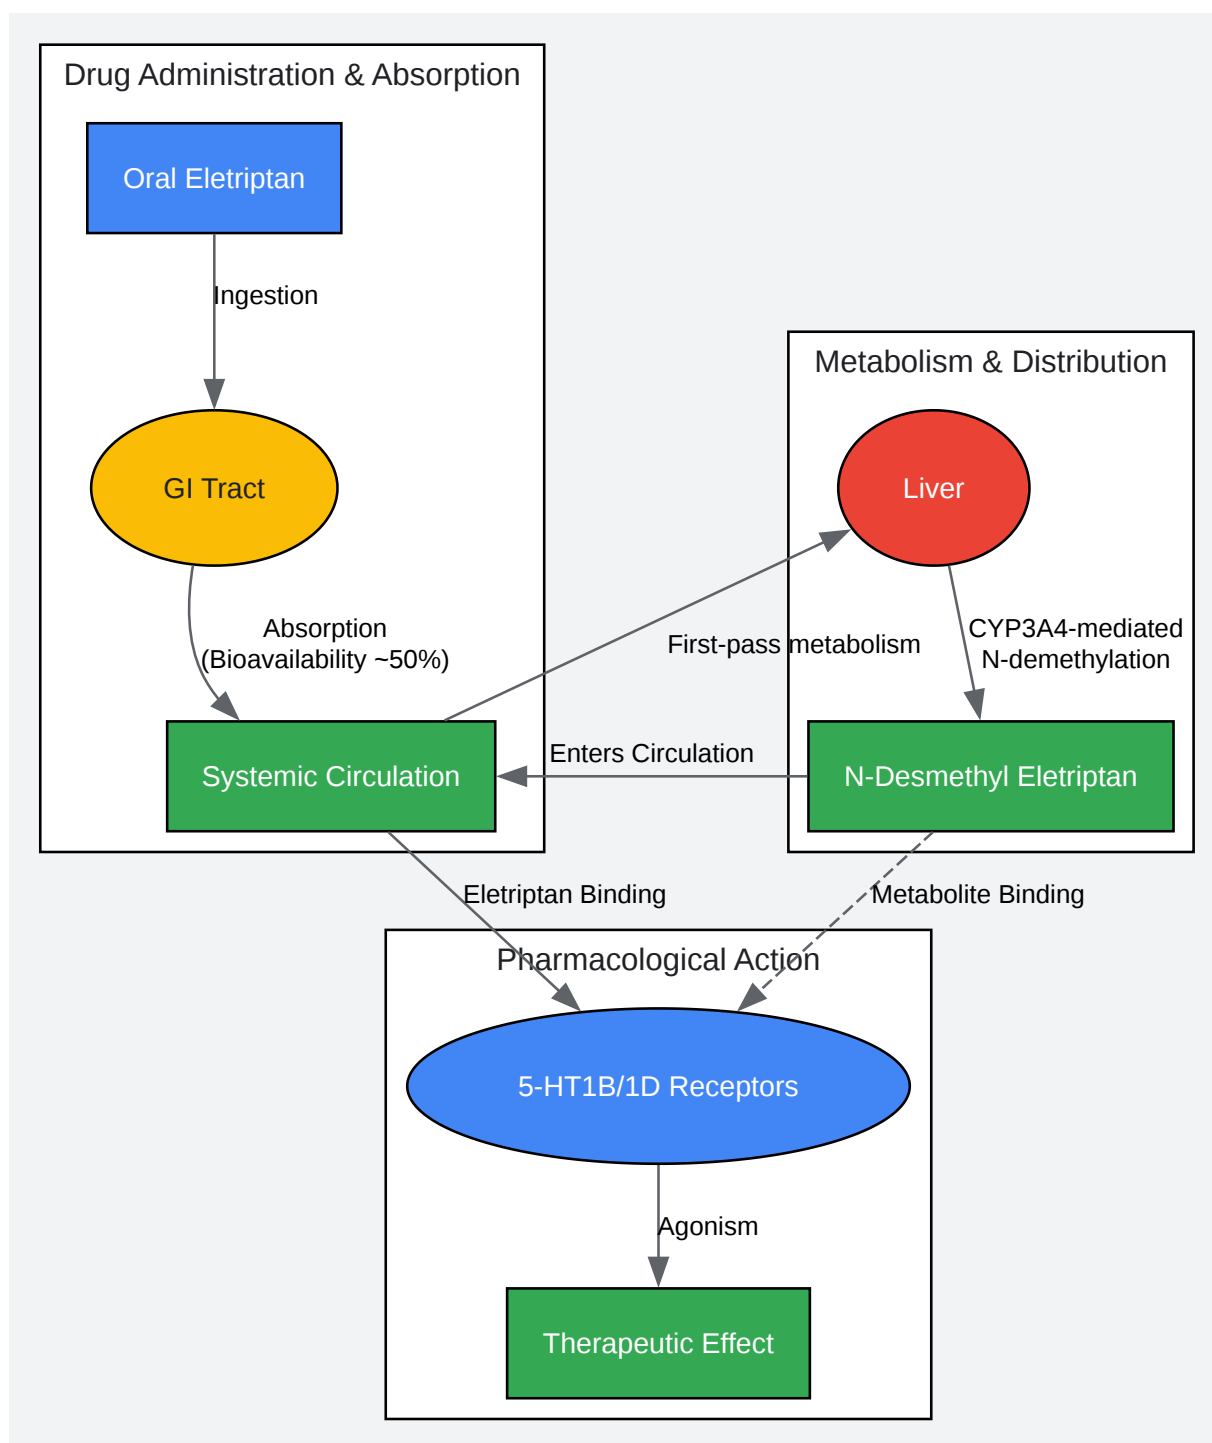 Drug Administration & Absorption
Oral Eletriptan
Ingestion
GI Tract
Absorption
(Bioavailability ~50%)
Systemic Circulation
Metabolism & Distribution
Liver
First-pass metabolism
CYP3A4-mediated
N-demethylation
Enters Circulation
N-Desmethyl Eletriptan
Eletriptan Binding
Metabolite Binding
Pharmacological Action
5-HT1B/1D Receptors
Agonism
Therapeutic Effect